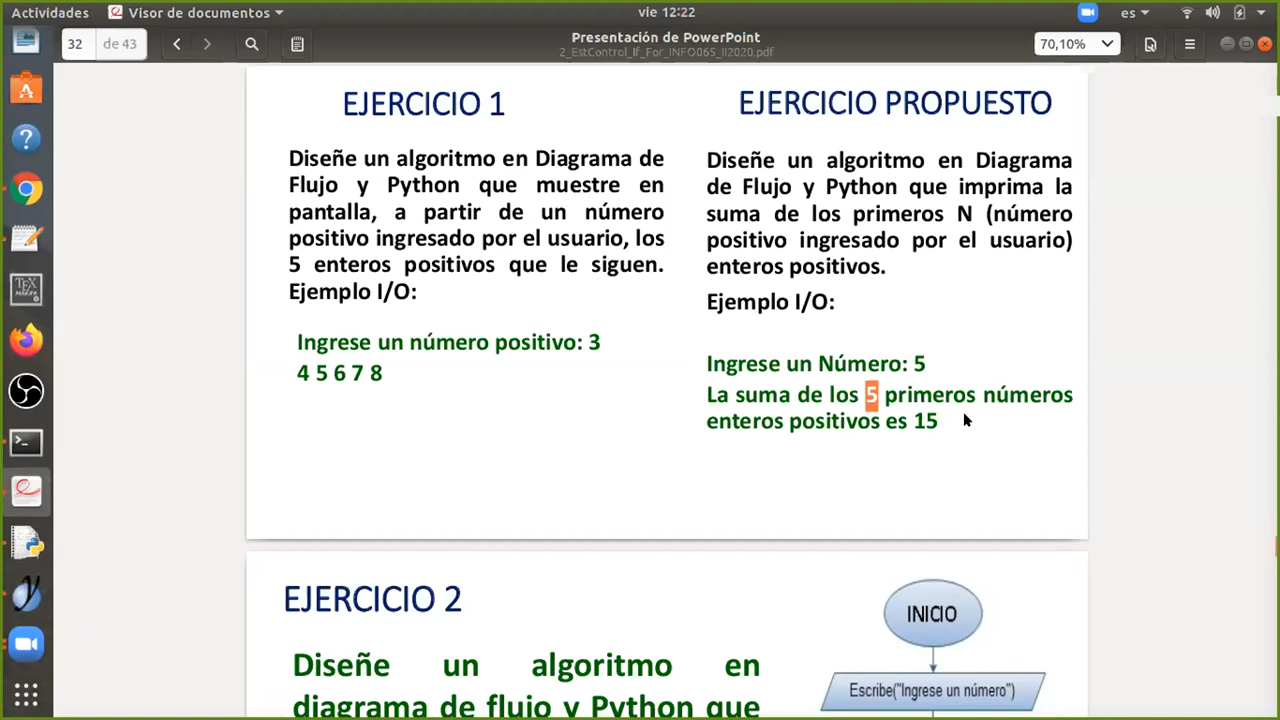 Actividades
Visor de documentos
vie 12:22
es
32
de 43
Presentación de PowerPoint
2_EstControl_If_For_INFO065_II2020.pdf
70,10%
EJERCICIO 1
Diseñe un algoritmo en Diagrama de
Flujo y Python que muestre en
pantalla, a partir de un número
positivo ingresado por el usuario, los
5 enteros positivos que le siguen.
Ejemplo I/O:
Ingrese un número positivo: 3
4 5 6 7 8
EJERCICIO PROPUESTO
Diseñe un algoritmo en Diagrama
de Flujo y Python que imprima la
suma de los primeros N (número
positivo ingresado por el usuario)
enteros positivos.
Ejemplo I/O:
Ingrese un Número: 5
La suma de los 5 primeros números
enteros positivos es 15
EJERCICIO 2
Diseñe un algoritmo en
diagrama de flujo y Python que
INICIO
Escribe("Ingrese un número")